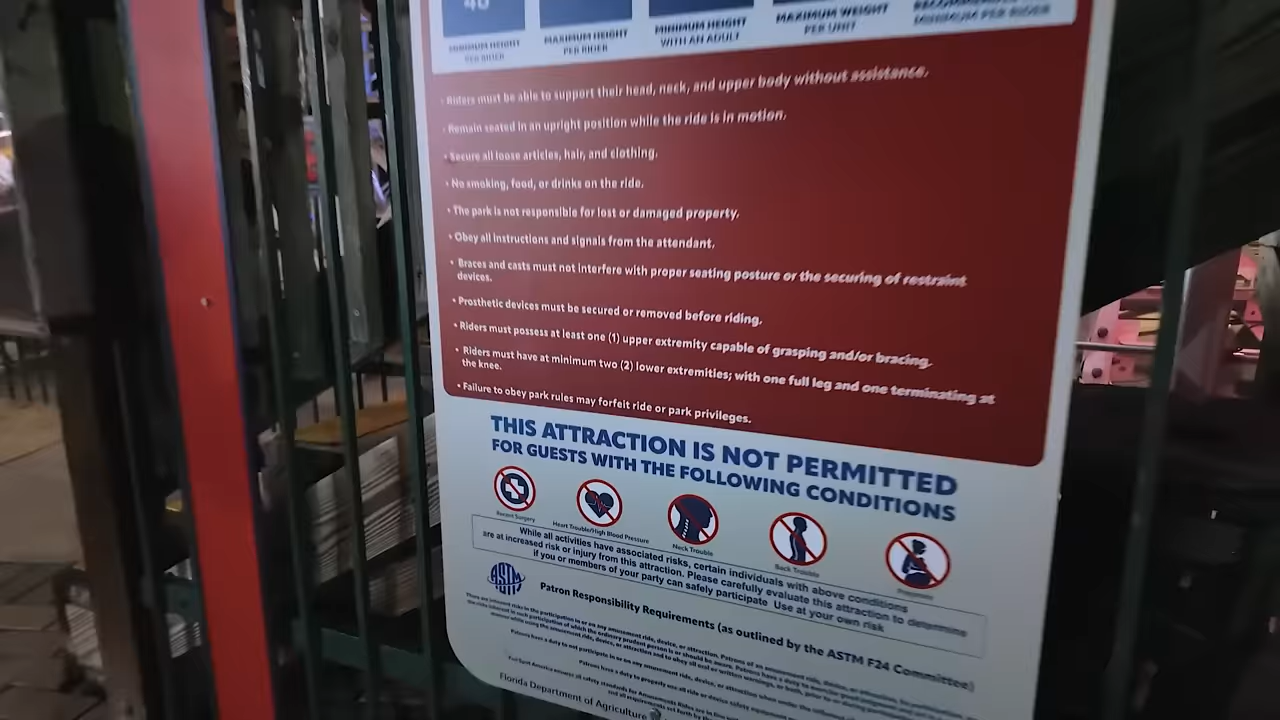 MINIMUM HEIGHT
PER RIDER
MAXIMUM HEIGHT
PER RIDER
MINIMUM HEIGHT
WITH AN ADULT
MAXIMUM WEIGHT
PER UNIT
MINIMUM PER RIDER
• Riders must be able to support their head, neck, and upper body without assistance.
• Remain seated in an upright position while the ride is in motion.
• Secure all loose articles, hair, and clothing.
• No smoking, food, or drinks on the ride.
• The park is not responsible for lost or damaged property.
• Obey all instructions and signals from the attendant.
• Braces and casts must not interfere with proper seating posture or the securing of restraint
devices.
• Prosthetic devices must be secured or removed before riding.
• Riders must possess at least one (1) upper extremity capable of grasping and/or bracing.
• Riders must have at minimum two (2) lower extremities; with one full leg and one terminating at
the knee.
• Failure to obey park rules may forfeit ride or park privileges.
THIS ATTRACTION IS NOT PERMITTED
FOR GUESTS WITH THE FOLLOWING CONDITIONS
Recent Surgery
Heart Trouble/High Blood Pressure
Neck Trouble
Back Trouble
While all activities have associated risks, certain individuals with above conditions
are at increased risk or injury from this attraction. Please carefully evaluate this attraction to determine
if you or members of your party can safely participate Use at your own risk
ASTM
Patron Responsibility Requirements (as outlined by the ASTM F24 Committee)
Florida Department of Agriculture